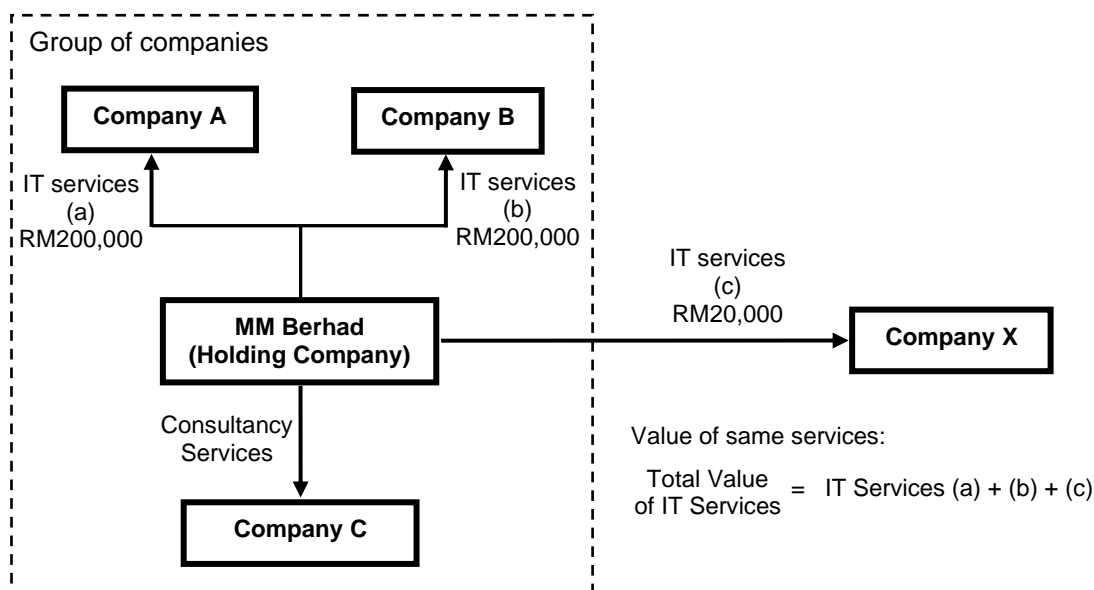 Group of companies
Company A
Company B
IT services
(a)
RM200,000
IT services
(b)
RM200,000
IT services
(c)
RM20,000
MM Berhad
(Holding Company)
Company X
Consultancy
Services
Value of same services:
Total Value
of IT Services
= IT Services (a) + (b) + (c)
Company C